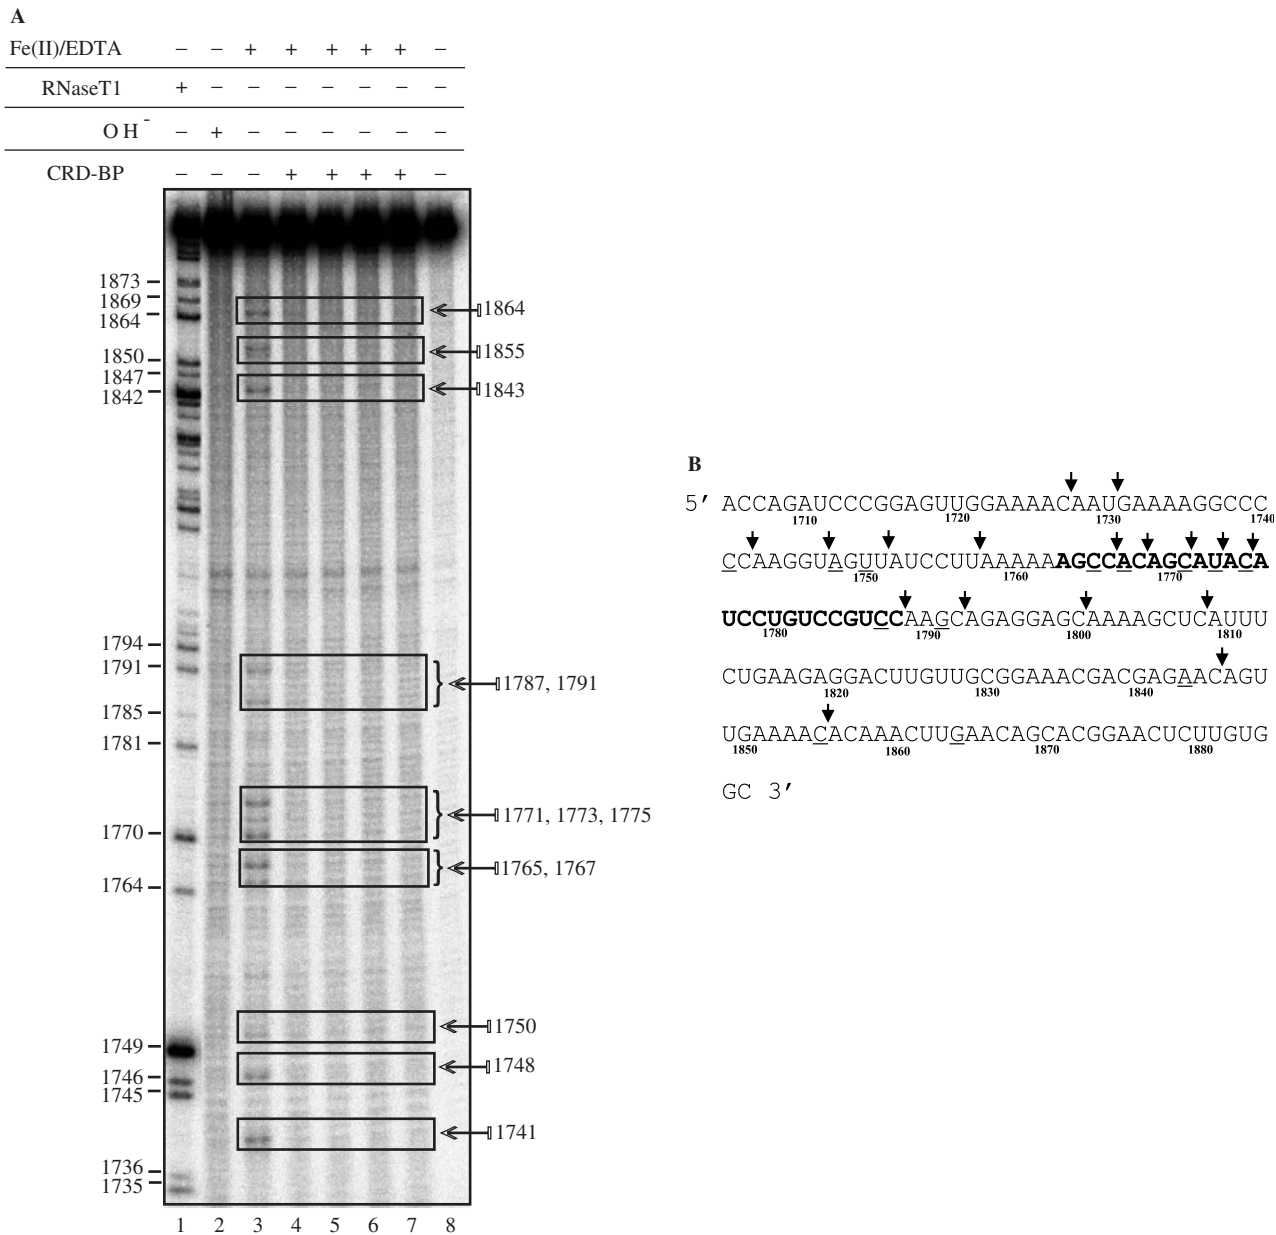 A
Fe(II)/EDTA – – + + + + + –
RNaseT1 + – – – – – – –
OH⁻ – + – – – – – –
CRD-BP – – – + + + + –
1873
1869
1864
1850
1847
1842
1794
1791
1785
1781
1770
1764
1749
1746
1745
1736
1735
1864
1855
1843
1787, 1791
1771, 1773, 1775
1765, 1767
1750
1748
1741
1 2 3 4 5 6 7 8
B
5′ ACCAGAUCCCGGAGUUGGAAAACAAUGAAAAGGCCC
1710 1720 1730 1740
CCAAGGUAGUUAUCCUUAAAAAAGCCACAGCAUACA
1750 1760 1770
UCCUGUCCGUCCAAGCAGAGGAGCAAAAGCUCAUUU
1780 1790 1800 1810
CUGAAGAGGACUUGUUGCGGAAACGACGAGAACAGU
1820 1830 1840
UGAAAACACAAACUUGAACAGCACGGAACUCUUGUG
1850 1860 1870 1880
GC 3′